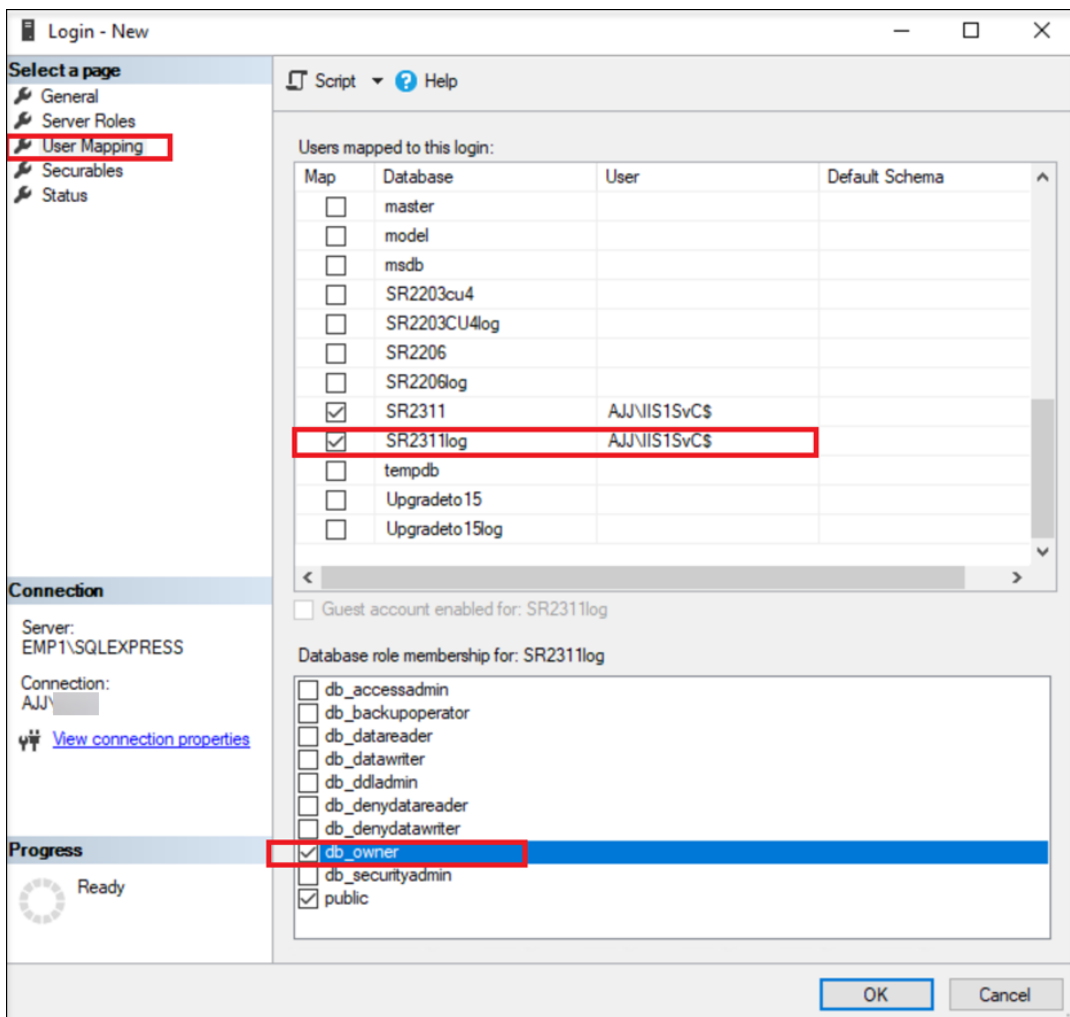 Login - New
Select a page
General
Server Roles
User Mapping
Securables
Status
Script Help
Users mapped to this login:
Map Database User Default Schema
master
model
msdb
SR2203cu4
SR2203CU4log
SR2206
SR2206log
SR2311 AJJ\IIS1SvC$
SR2311log AJJ\IIS1SvC$
tempdb
Upgradeto15
Upgradeto15log
Guest account enabled for: SR2311log
Database role membership for: SR2311log
db_accessadmin
db_backupoperator
db_datareader
db_datawriter
db_ddladmin
db_denydatareader
db_denydatawriter
db_owner
db_securityadmin
public
Connection
Server:
EMP1\SQLEXPRESS
Connection:
AJJ\
View connection properties
Progress
Ready
OK Cancel